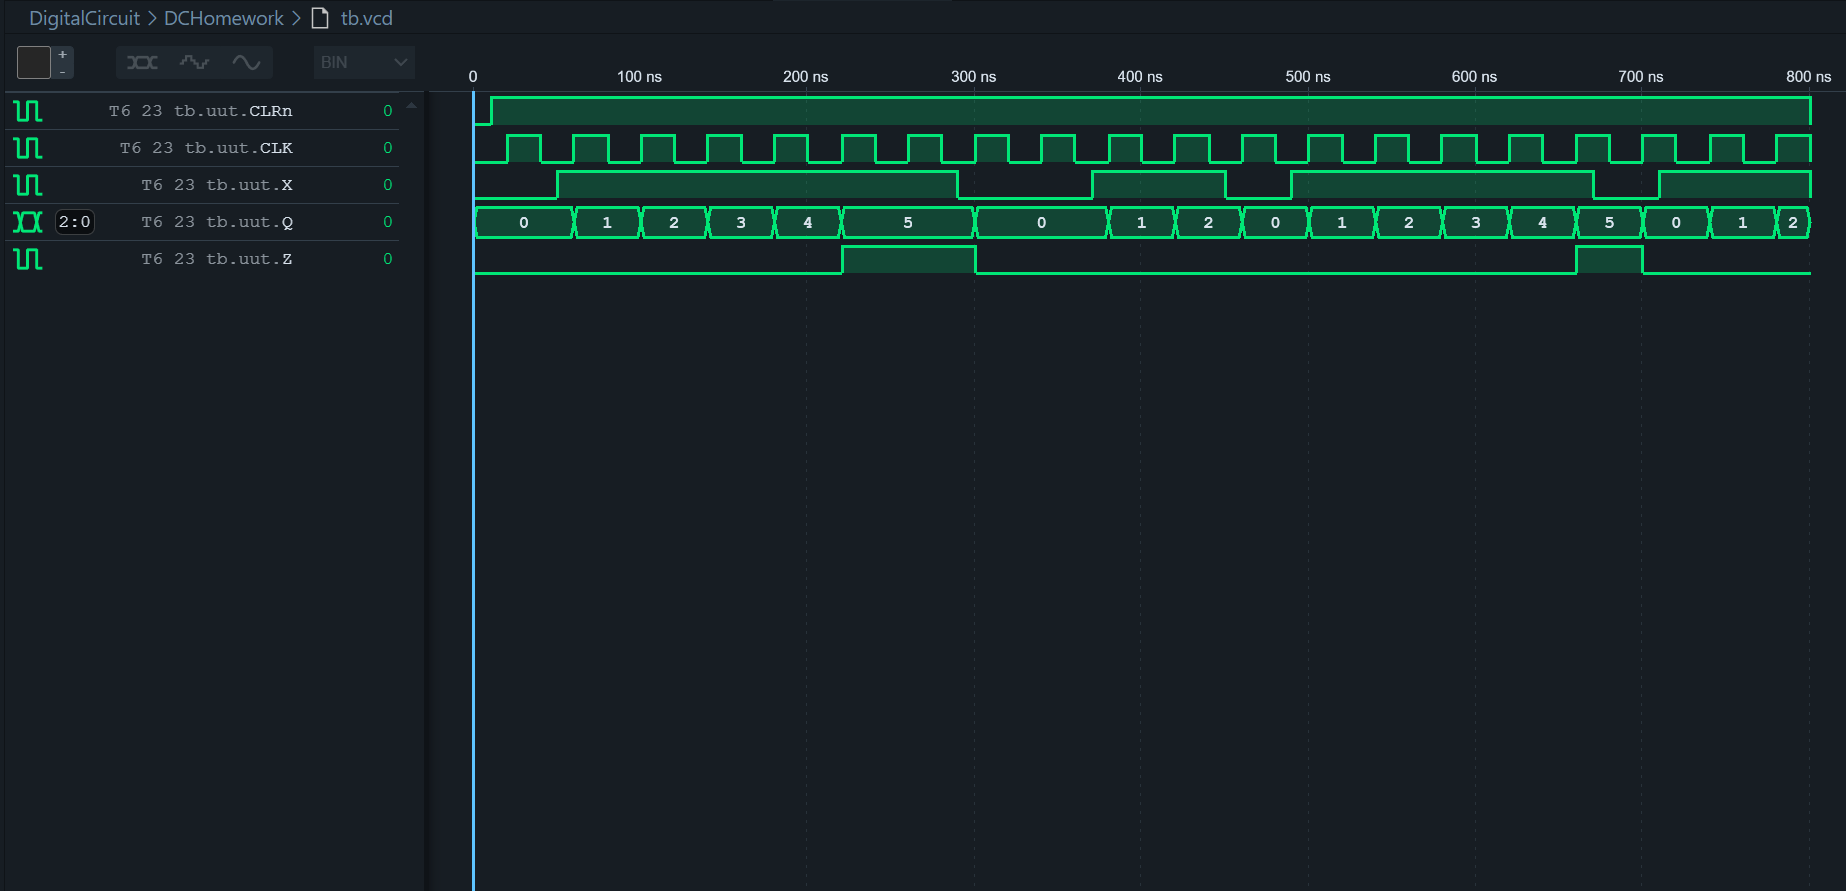 DigitalCircuit > DCHomework > tb.vcd
+
-
BIN
0 100 ns 200 ns 300 ns 400 ns 500 ns 600 ns 700 ns 800 ns
T6 23 tb.uut.CLRn 0
T6 23 tb.uut.CLK 0
T6 23 tb.uut.X 0
2:0 T6 23 tb.uut.Q 0 0 1 2 3 4 5 0 1 2 0 1 2 3 4 5 0 1 2
T6 23 tb.uut.Z 0